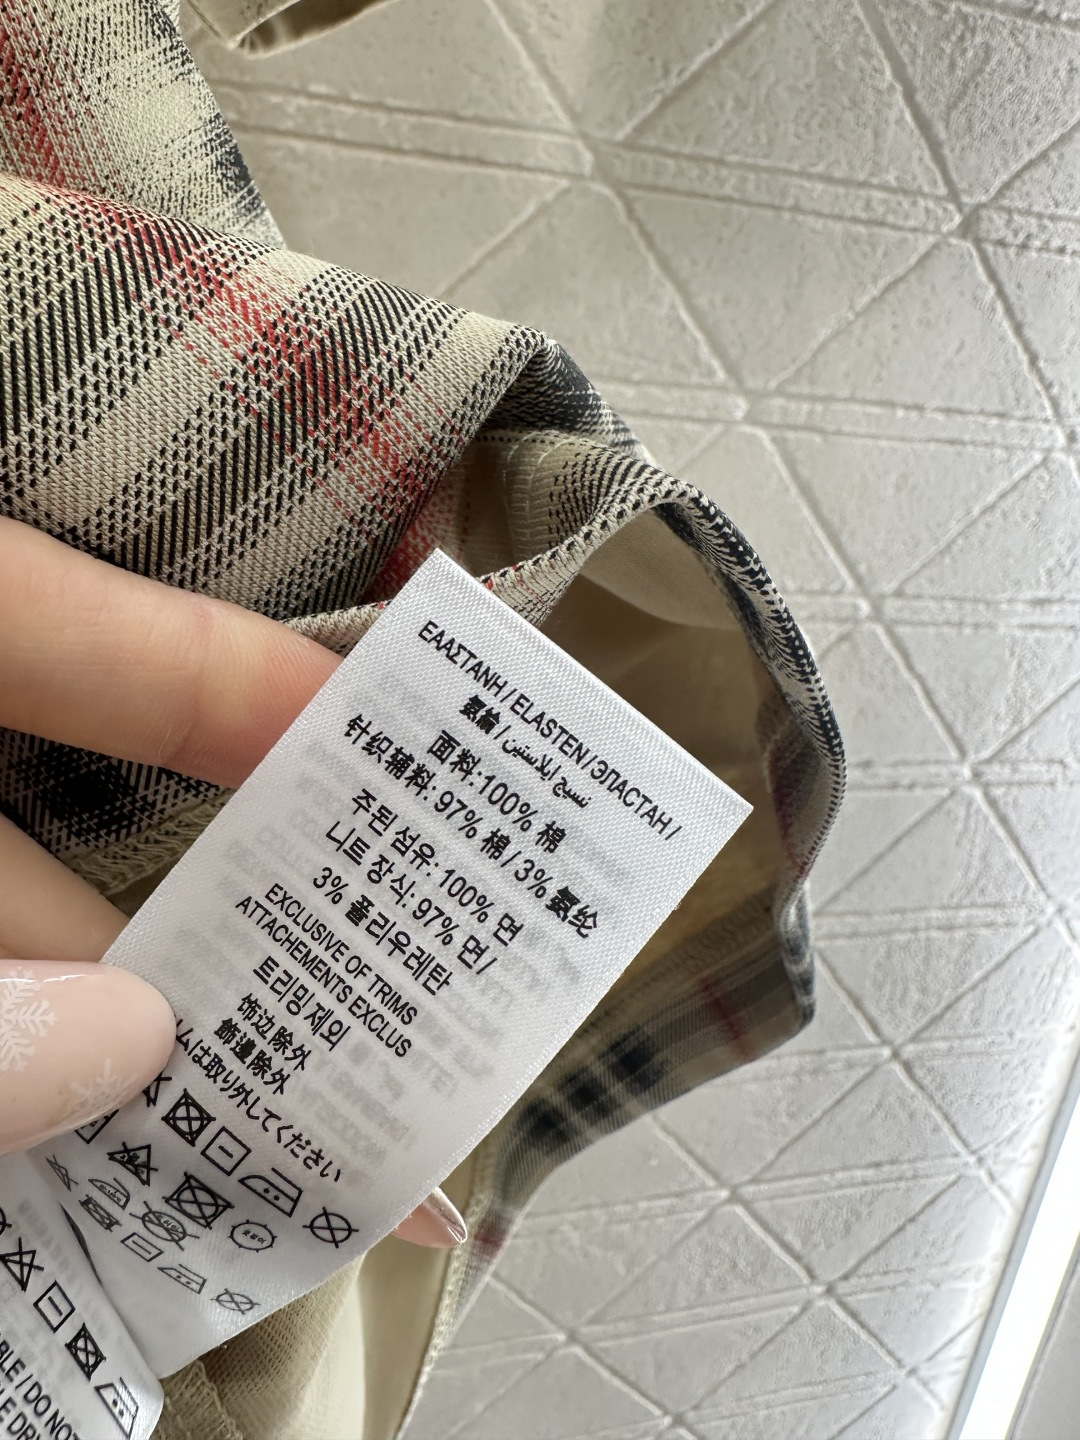 ΕΛΑΣΤΑΝΗ / ELASTEN / ЭЛАСТАН /
氨綸 / نسيج ايلاستين
面料:100% 棉
针织辅料: 97% 棉 / 3% 氨纶
주된 섬유: 100% 면
니트 장식: 97% 면/
3% 폴리우레탄
EXCLUSIVE OF TRIMS
ATTACHEMENTS EXCLUS
트리밍 제외
饰边除外
飾邊除外
ムは取り外してください
/ DO NOT